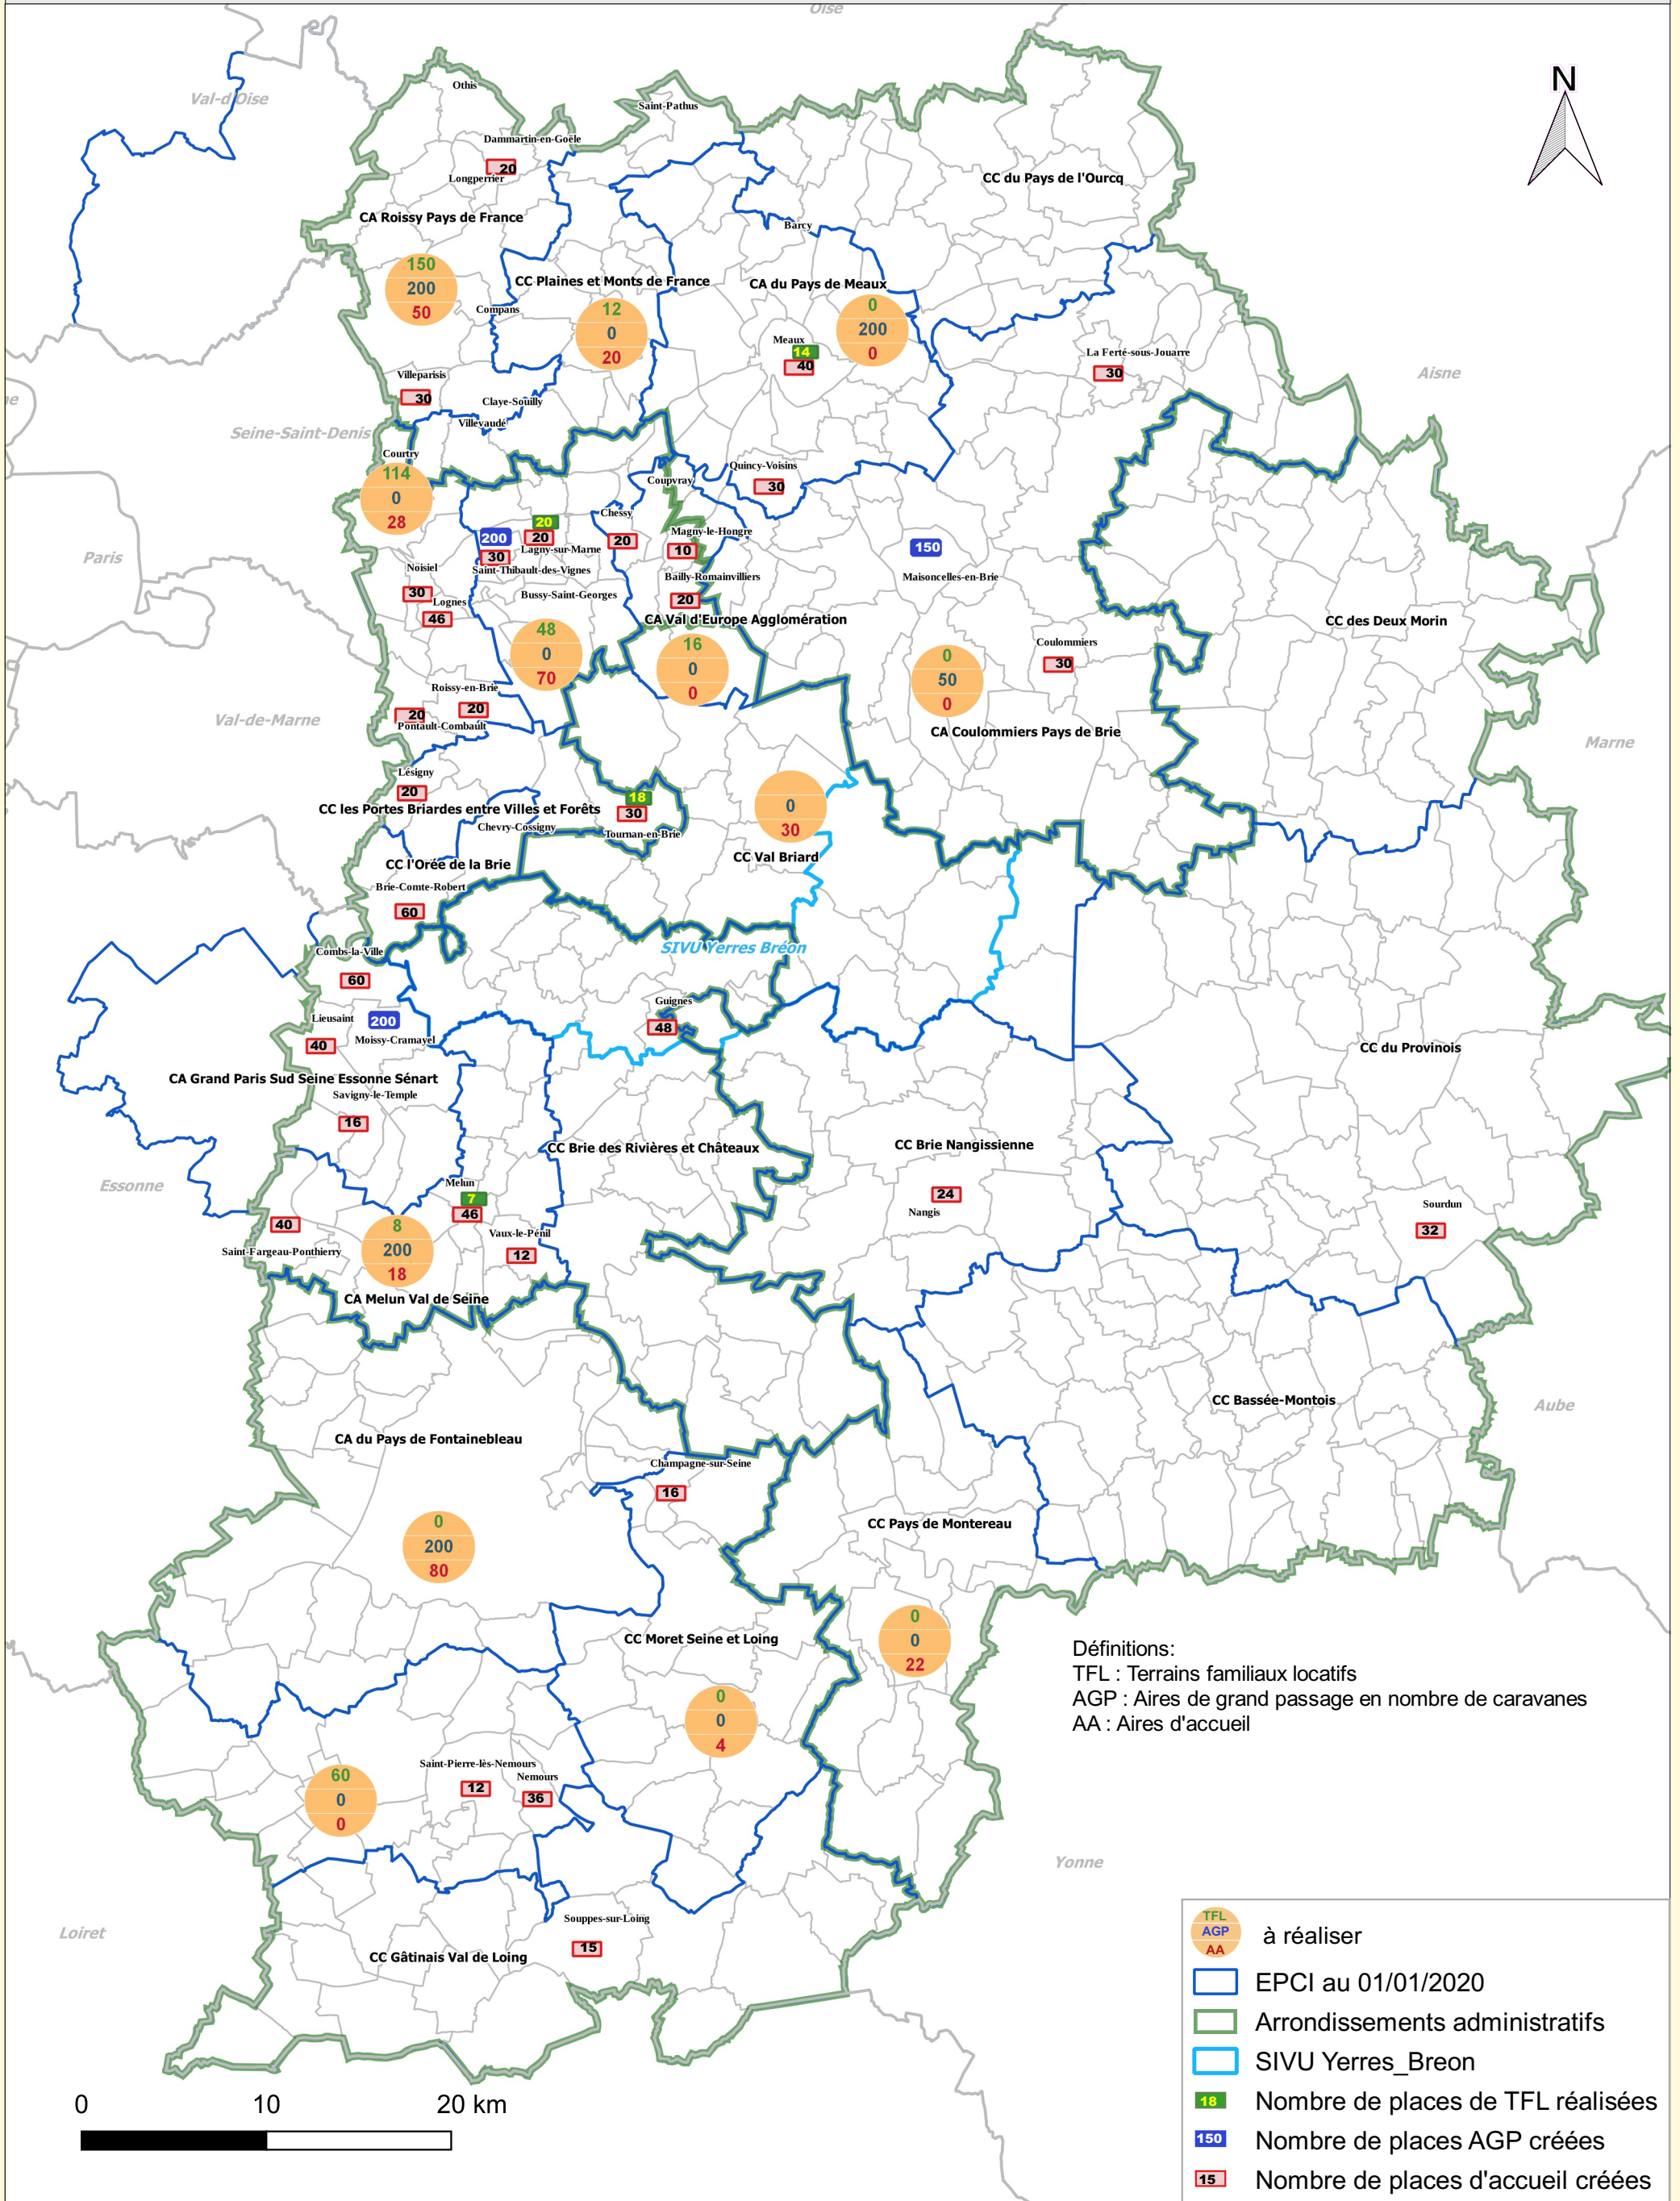 Oise
N
Othis
Val-d'Oise
Saint-Pathus
Dammartin-en-Goële
20
Longperrier
CC du Pays de l'Ourcq
CA Roissy Pays de France
Barcy
150
200
50
CC Plaines et Monts de France
CA du Pays de Meaux
Compans
12
0
20
0
200
0
Meaux
14
40
La Ferté-sous-Jouarre
30
Aisne
Villeparisis
30
Claye-Souilly
Villevaudé
Seine-Saint-Denis
Courtry
114
0
28
Quincy-Voisins
30
Coupvray
Chessy
20
20
200
20
30
Lagny-sur-Marne
Saint-Thibault-des-Vignes
Magny-le-Hongre
10
150
Maisoncelles-en-Brie
Paris
Noisiel
30
Bailly-Romainvilliers
20
Bussy-Saint-Georges
Lognes
46
CA Val d'Europe Agglomération
CC des Deux Morin
48
0
70
16
0
0
Coulommiers
30
0
50
0
Roissy-en-Brie
20
20
Pontault-Combault
Val-de-Marne
CA Coulommiers Pays de Brie
Marne
Lésigny
20
CC les Portes Briardes entre Villes et Forêts
18
30
Tournan-en-Brie
Chevry-Cossigny
0
30
CC Val Briard
CC l'Orée de la Brie
Brie-Comte-Robert
60
SIVU Yerres Bréon
Combs-la-Ville
60
Guignes
48
Lieusaint
200
Moissy-Cramayel
40
CC du Provinois
CA Grand Paris Sud Seine Essonne Sénart
Savigny-le-Temple
16
CC Brie des Rivières et Châteaux
CC Brie Nangissienne
Essonne
Melun
7
46
24
Nangis
Sourdun
32
40
Saint-Fargeau-Ponthierry
8
200
18
Vaux-le-Pénil
12
CA Melun Val de Seine
CC Bassée-Montois
Aube
CA du Pays de Fontainebleau
Champagne-sur-Seine
16
0
200
80
CC Pays de Montereau
0
0
22
CC Moret Seine et Loing
Définitions:
TFL : Terrains familiaux locatifs
AGP : Aires de grand passage en nombre de caravanes
AA : Aires d'accueil
0
0
4
Saint-Pierre-lès-Nemours
12
Nemours
36
60
0
0
Yonne
Souppes-sur-Loing
15
Loiret
CC Gâtinais Val de Loing
TFL
AGP
AA
à réaliser
EPCI au 01/01/2020
Arrondissements administratifs
SIVU Yerres_Breon
18
Nombre de places de TFL réalisées
150
Nombre de places AGP créées
15
Nombre de places d'accueil créées
0 10 20 km